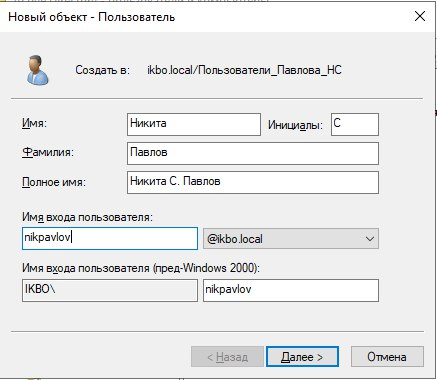 Новый объект - Пользователь
Создать в: ikbo.local/Пользователи_Павлова_НС
Имя: Никита Инициалы: С
Фамилия: Павлов
Полное имя: Никита С. Павлов
Имя входа пользователя:
nikpavlov @ikbo.local
Имя входа пользователя (пред-Windows 2000):
IKBO\ nikpavlov
< Назад Далее > Отмена